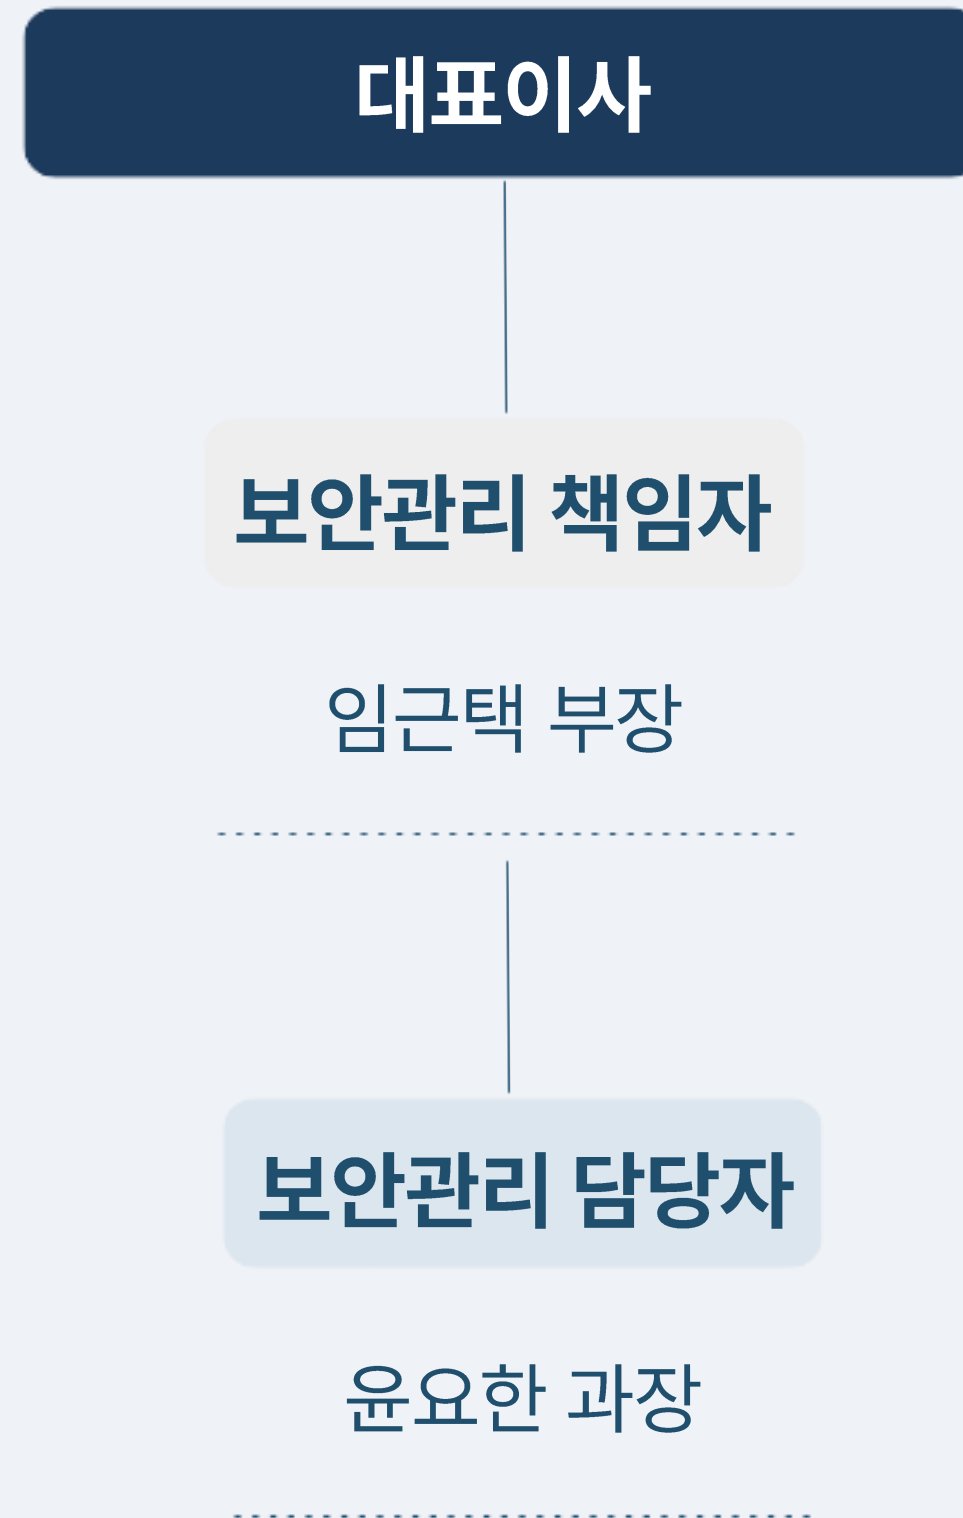 대표이사
보안관리 책임자
임근택 부장
보안관리 담당자
윤요한 과장